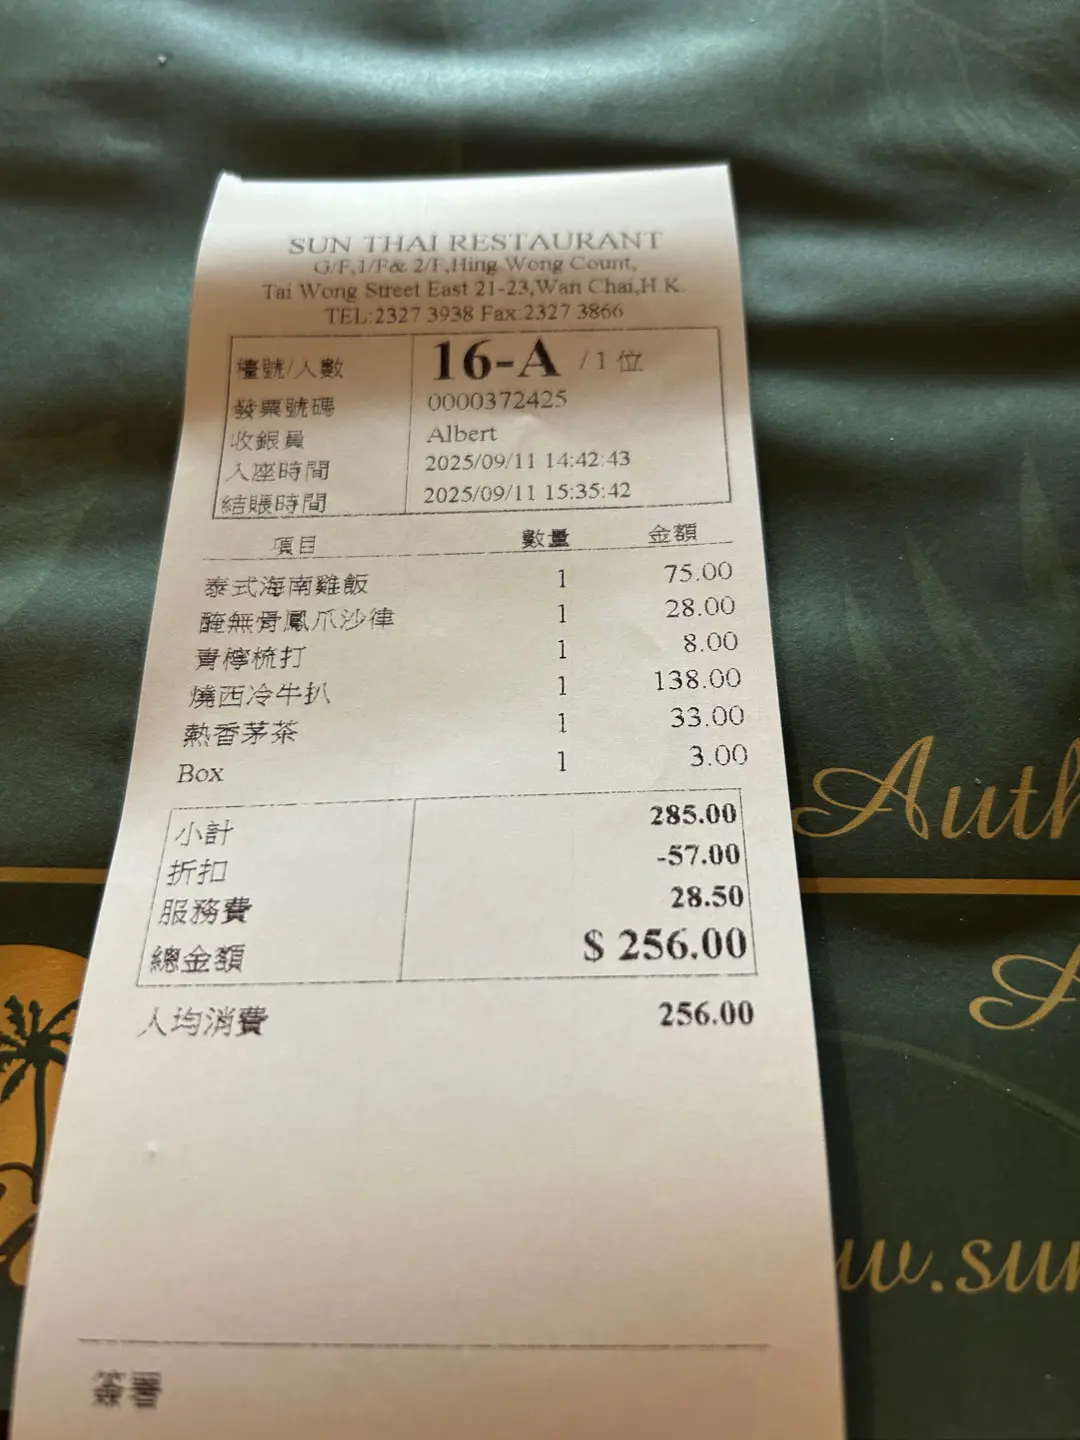 SUN THAI RESTAURANT
G/F,1/F& 2/F,Hing Wong Count,
Tai Wong Street East 21-23,Wan Chai,H.K.
TEL:2327 3938 Fax:2327 3866
檯號/人數 16-A / 1 位
發票號碼 0000372425
收銀員 Albert
入座時間 2025/09/11 14:42:43
結賬時間 2025/09/11 15:35:42
項目 數量 金額
泰式海南雞飯 1 75.00
醃無骨鳳爪沙律 1 28.00
青檸梳打 1 8.00
燒西冷牛扒 1 138.00
熱香茅茶 1 33.00
Box 1 3.00
小計 285.00
折扣 -57.00
服務費 28.50
總金額 $ 256.00
人均消費 256.00
簽署
Auth
w.sun